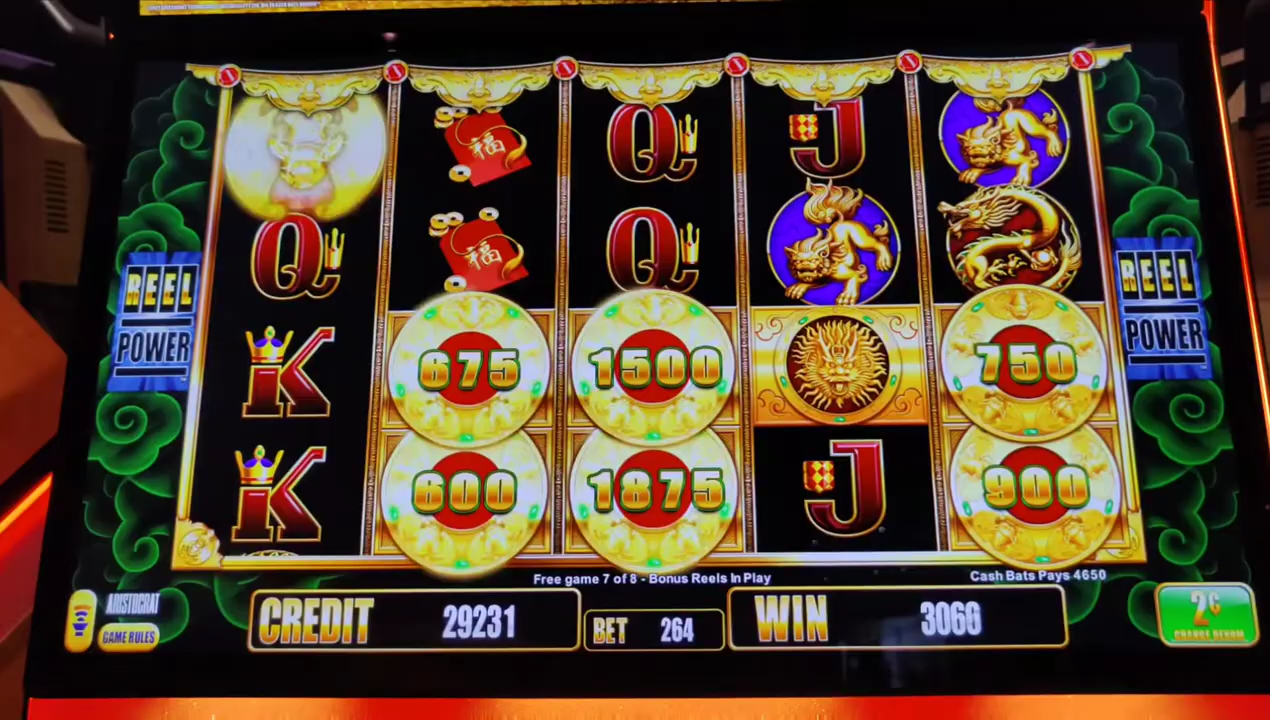 福
Q
J
Q
福
Q
REEL
POWER
REEL
POWER
K
675
1500
750
K
600
1875
J
900
Free game 7 of 8 - Bonus Reels In Play
Cash Bats Pays 4650
ARISTOCRAT
GAME RULES
CREDIT 29231
BET 264
WIN
2¢
CHANGE DENOM